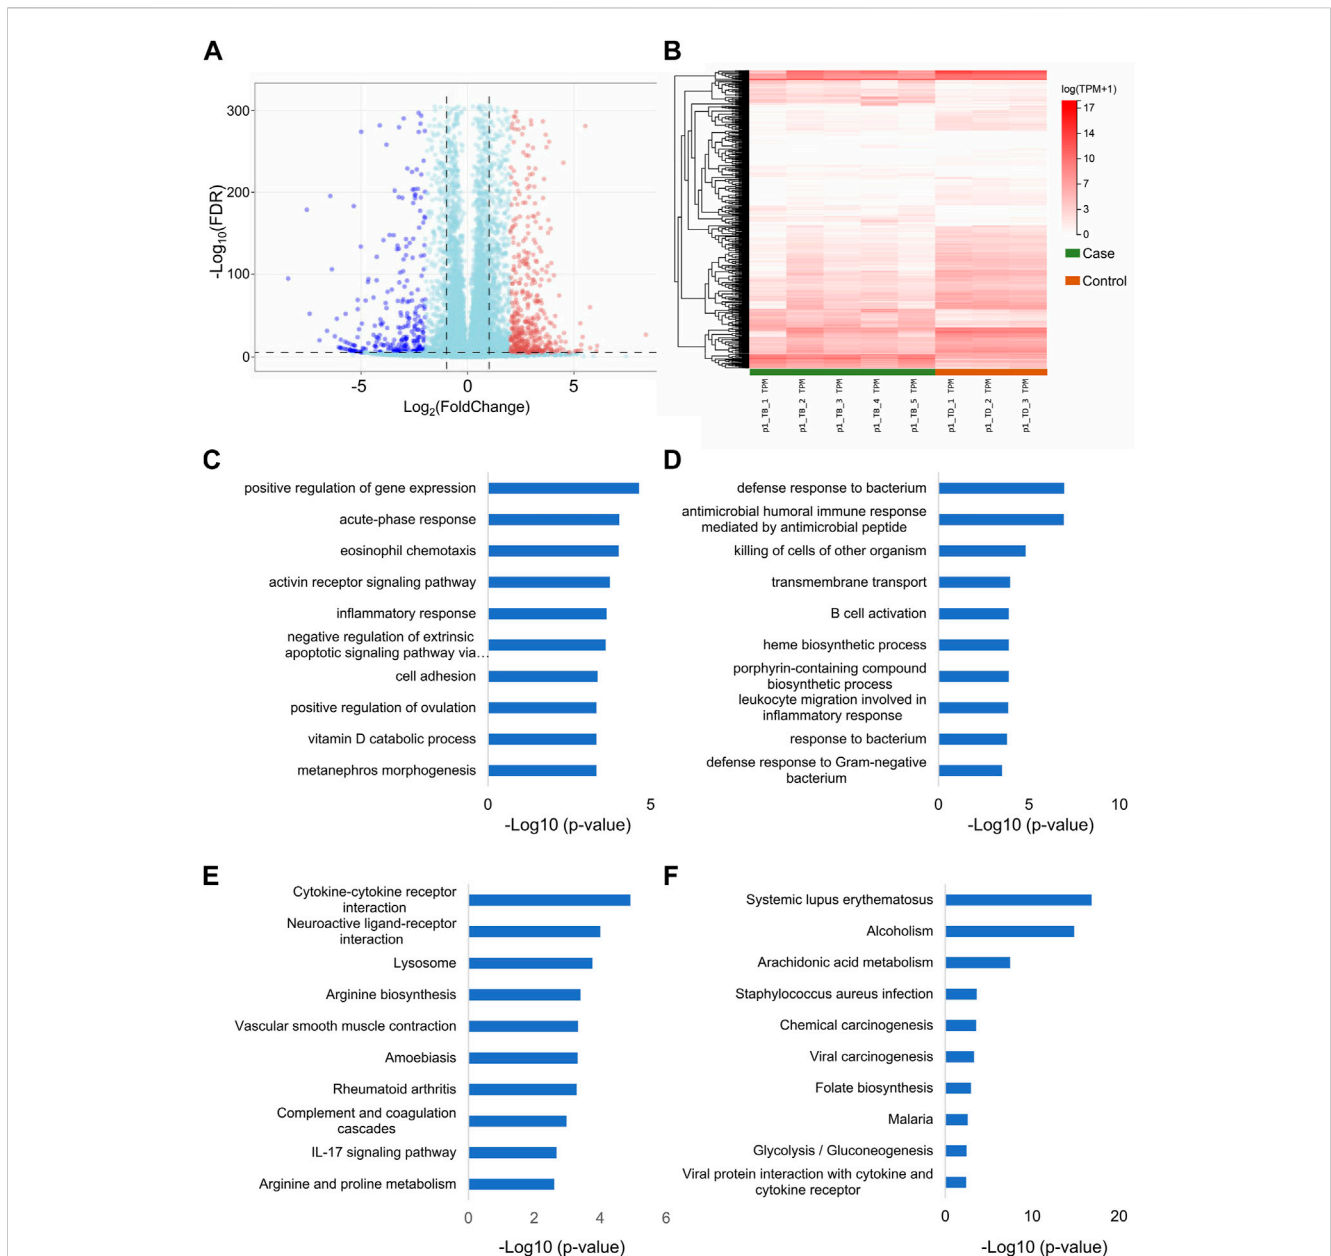 A
300
200
100
0
-Log10(FDR)
-5
0
5
Log2(FoldChange)
B
log(TPM+1)
17
14
10
7
3
0
Case
Control
p1_TB_1 TPM
p1_TB_2 TPM
p1_TB_3 TPM
p1_TB_4 TPM
p1_TB_5 TPM
p1_TD_1 TPM
p1_TD_2 TPM
p1_TD_3 TPM
C
positive regulation of gene expression
acute-phase response
eosinophil chemotaxis
activin receptor signaling pathway
inflammatory response
negative regulation of extrinsic
apoptotic signaling pathway via…
cell adhesion
positive regulation of ovulation
vitamin D catabolic process
metanephros morphogenesis
0
5
-Log10 (p-value)
D
defense response to bacterium
antimicrobial humoral immune response
mediated by antimicrobial peptide
killing of cells of other organism
transmembrane transport
B cell activation
heme biosynthetic process
porphyrin-containing compound
biosynthetic process
leukocyte migration involved in
inflammatory response
response to bacterium
defense response to Gram-negative
bacterium
0
5
10
-Log10 (p-value)
E
Cytokine-cytokine receptor
interaction
Neuroactive ligand-receptor
interaction
Lysosome
Arginine biosynthesis
Vascular smooth muscle contraction
Amoebiasis
Rheumatoid arthritis
Complement and coagulation
cascades
IL-17 signaling pathway
Arginine and proline metabolism
0
2
4
6
-Log10 (p-value)
F
Systemic lupus erythematosus
Alcoholism
Arachidonic acid metabolism
Staphylococcus aureus infection
Chemical carcinogenesis
Viral carcinogenesis
Folate biosynthesis
Malaria
Glycolysis / Gluconeogenesis
Viral protein interaction with cytokine and
cytokine receptor
0
10
20
-Log10 (p-value)